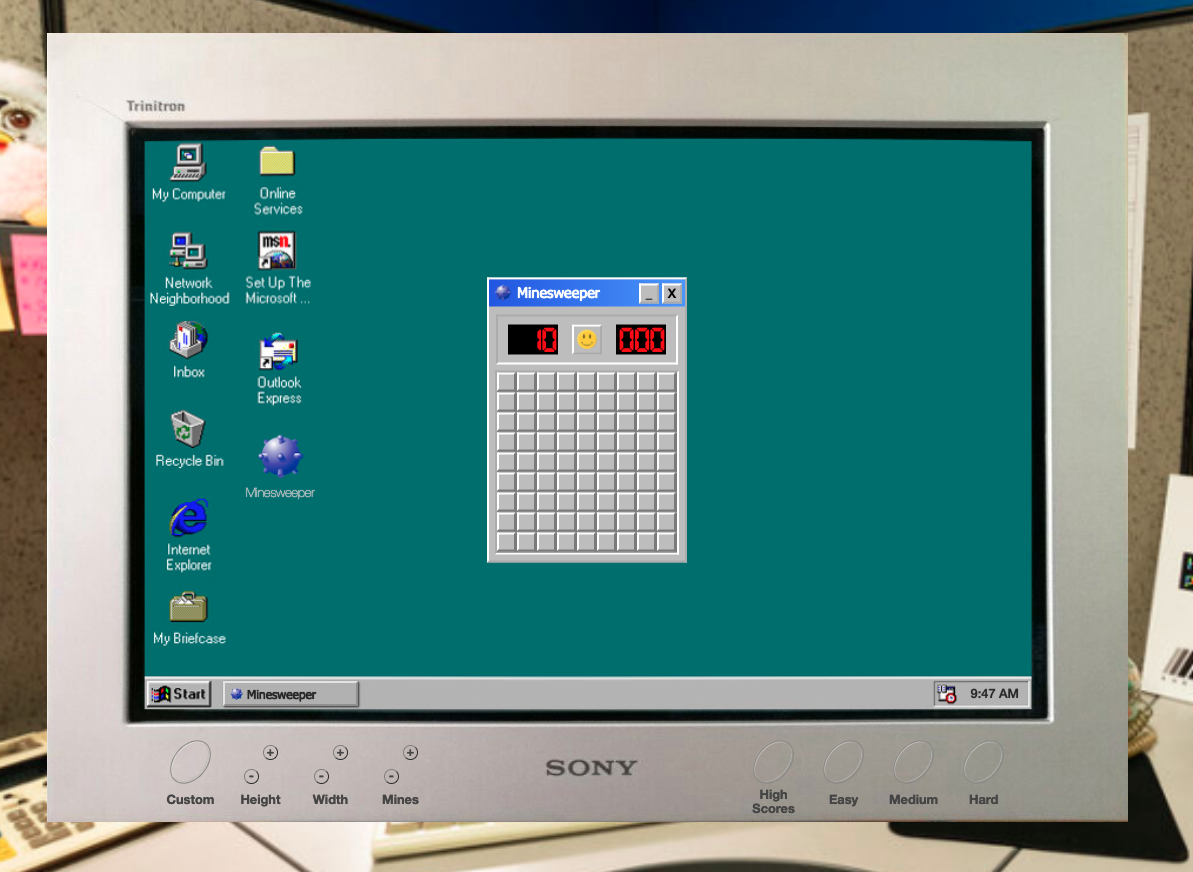 Trinitron
My Computer
Online
Services
msn.
Network
Neighborhood
Set Up The
Microsoft ...
Minesweeper
_ X
10
000
Inbox
Outlook
Express
Recycle Bin
Minesweeper
Internet
Explorer
My Briefcase
Start
Minesweeper
9:47 AM
SONY
Custom
Height
Width
Mines
High
Scores
Easy
Medium
Hard